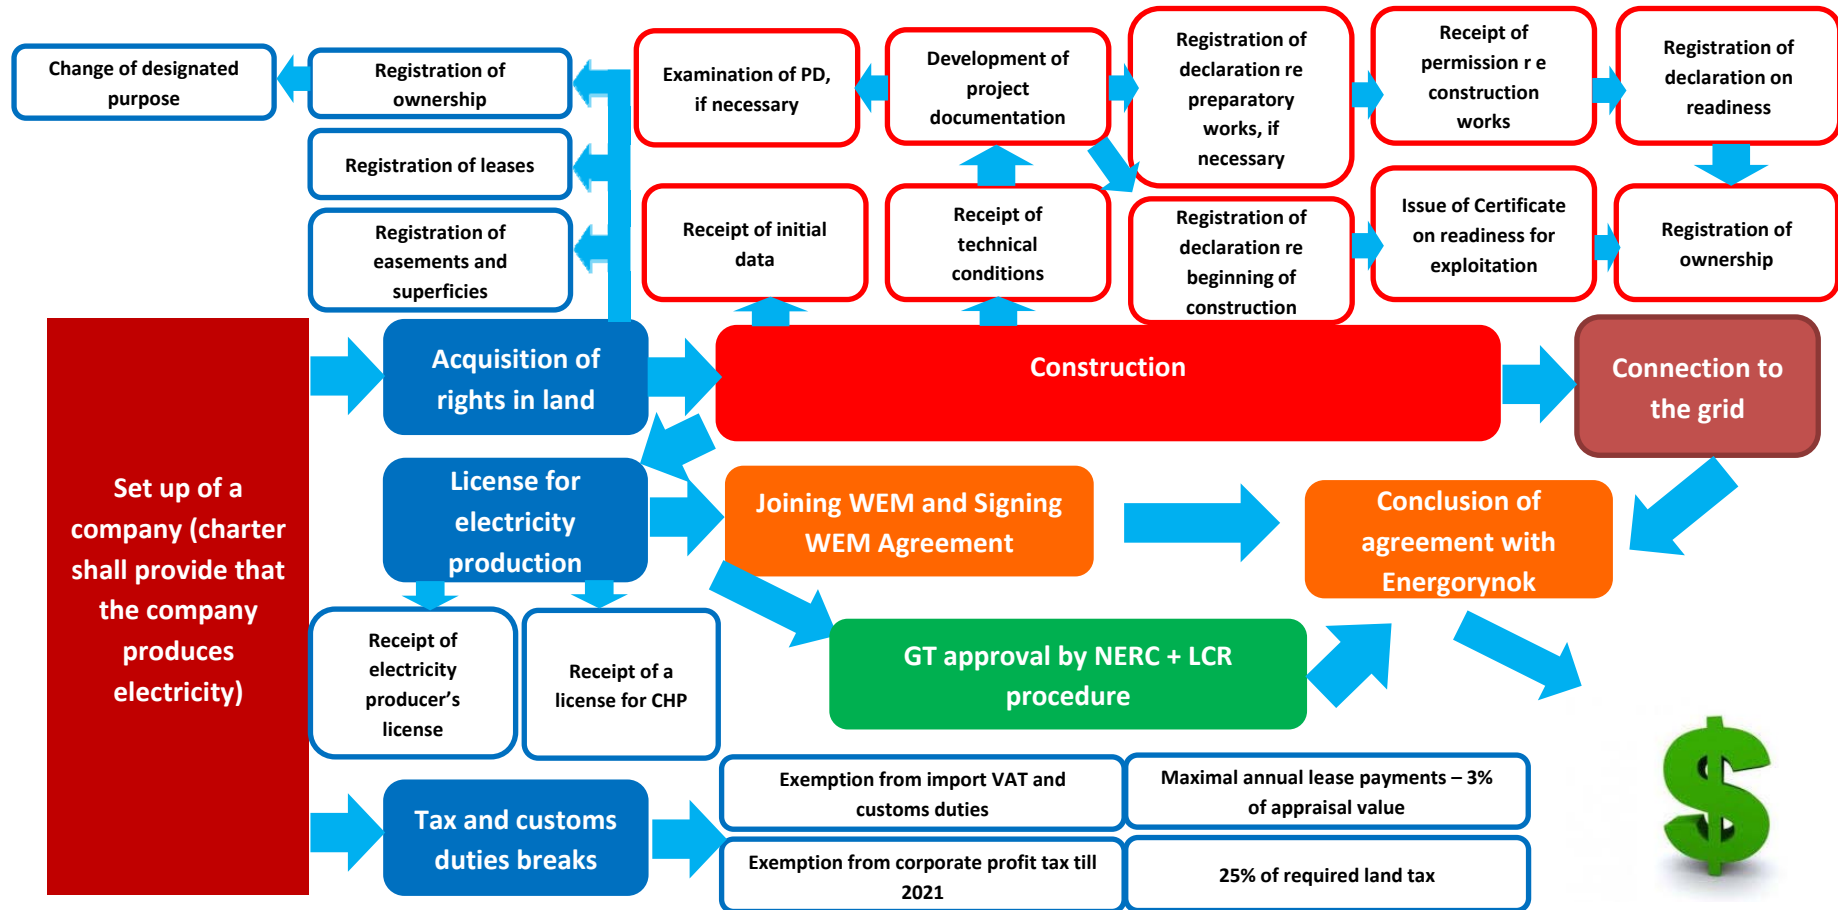 Change of designated
purpose
Registration of
ownership
Registration of leases
Registration of
easements and
superficies
Examination of PD,
if necessary
Development of
project
documentation
Registration of
declaration re
preparatory
works, if
necessary
Receipt of
permission r e
construction
works
Registration of
declaration on
readiness
Receipt of initial
data
Receipt of
technical
conditions
Registration of
declaration re
beginning of
construction
Issue of Certificate
on readiness for
exploitation
Registration of
ownership
Set up of a
company (charter
shall provide that
the company
produces
electricity)
Acquisition of
rights in land
Construction
Connection to
the grid
License for
electricity
production
Joining WEM and Signing
WEM Agreement
Conclusion of
agreement with
Energorynok
Receipt of
electricity
producer’s
license
Receipt of a
license for CHP
GT approval by NERC + LCR
procedure
Tax and customs
duties breaks
Exemption from import VAT and
customs duties
Maximal annual lease payments – 3%
of appraisal value
Exemption from corporate profit tax till
2021
25% of required land tax
$